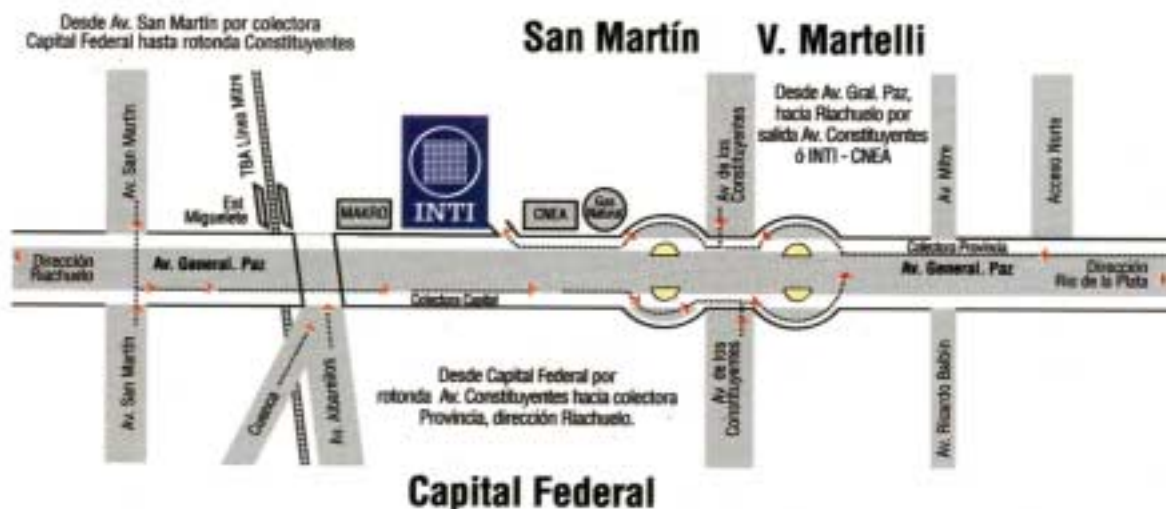 Desde Av. San Martín por colectora
Capital Federal hasta rotonda Constituyentes
San Martín
V. Martelli
Desde Av. Gral. Paz,
hacia Riachuelo por
salida Av. Constituyentes
ó INTI - CNEA
Av. San Martín
TBA Línea Mitre
Est.
Miguelete
MAKRO
INTI
CNEA
Gas
Natural
Av de los
Constituyentes
Av. Mitre
Acceso Norte
Colectora Provincia
Dirección
Riachuelo
Av. General. Paz
Av. General. Paz
Dirección
Rio de la Plata
Colectora Capital
Av. San Martín
Cuenca
Av. Albarellos
Desde Capital Federal por
rotonda Av. Constituyentes hacia colectora
Provincia, dirección Riachuelo.
Av. de los
Constituyentes
Av. Ricardo Balbín
Capital Federal